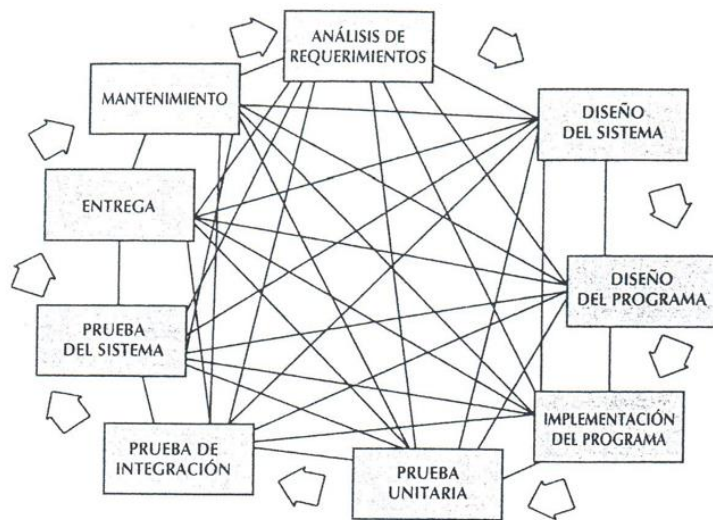 ANÁLISIS DE
REQUERIMIENTOS
DISEÑO
DEL SISTEMA
DISEÑO
DEL PROGRAMA
IMPLEMENTACIÓN
DEL PROGRAMA
PRUEBA
UNITARIA
PRUEBA DE
INTEGRACIÓN
PRUEBA
DEL SISTEMA
ENTREGA
MANTENIMIENTO